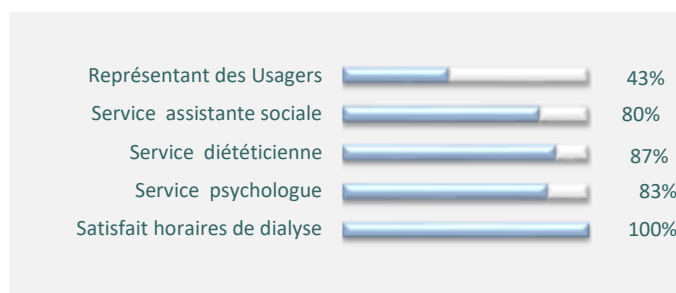 Représentant des Usagers 43%
Service assistante sociale 80%
Service diététicienne 87%
Service psychologue 83%
Satisfait horaires de dialyse 100%